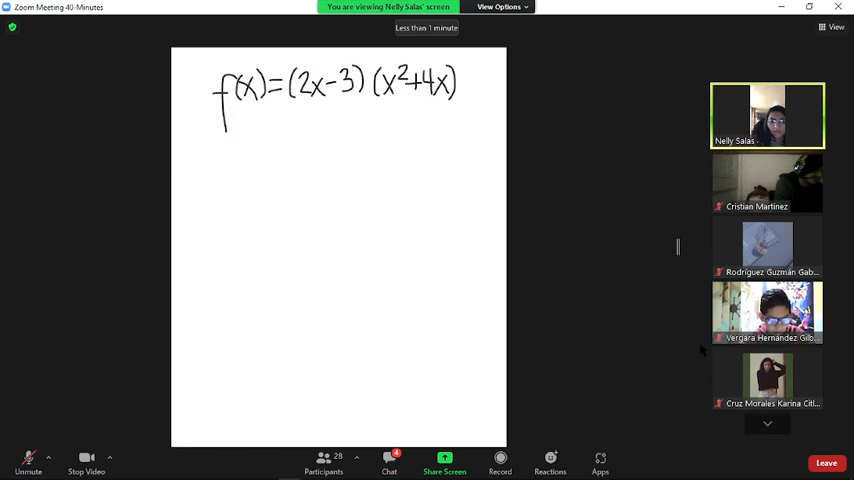 Zoom Meeting 40-Minutes
You are viewing Nelly Salas' screen
View Options
Less than 1 minute
View
f(x)=(2x-3)(x²+4x)
Nelly Salas
Cristian Martinez
Rodríguez Guzmán Gab...
Vergara Hernández Gilb...
Cruz Morales Karina Citl...
Unmute
Stop Video
28
Participants
4
Chat
Share Screen
Record
Reactions
Apps
Leave